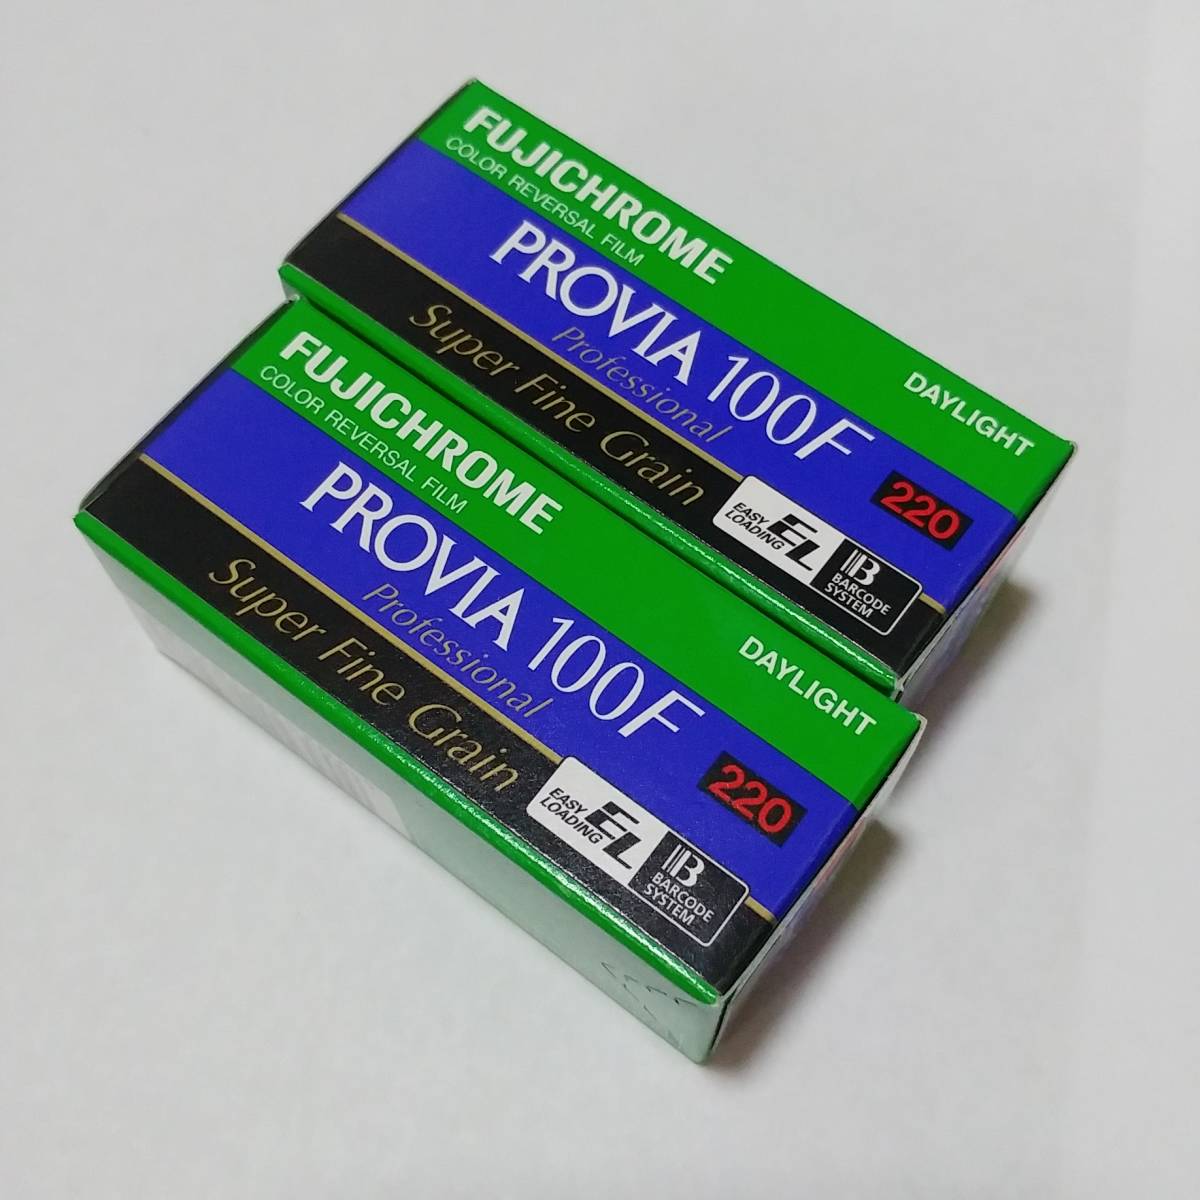 FUJICHROME
COLOR REVERSAL FILM
DAYLIGHT
PROVIA 100F
Professional
220
Super Fine Grain
EASY
LOADING
EL
B
BARCODE
SYSTEM
FUJICHROME
COLOR REVERSAL FILM
DAYLIGHT
PROVIA 100F
Professional
220
Super Fine Grain
EASY
LOADING
EL
B
BARCODE
SYSTEM